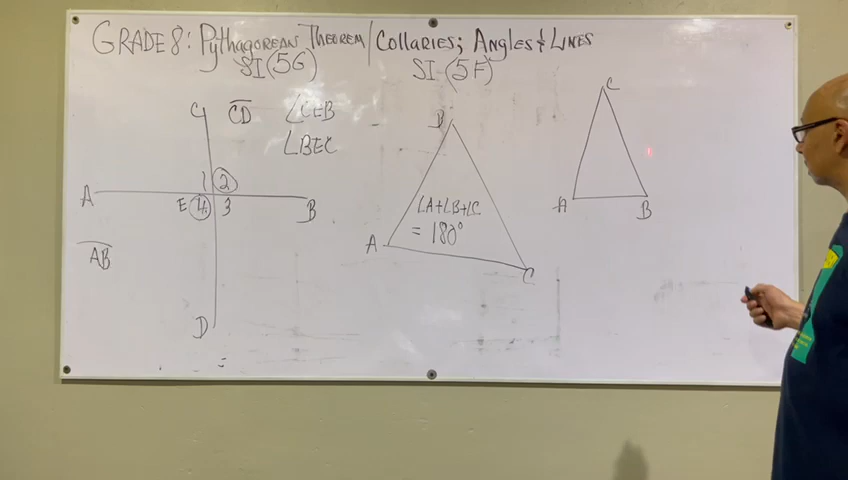 GRADE 8: PYTHAGOREAN THEOREM/COLLARIES; ANGLES & LINES
SI(5G)
SI(5F)
C
CD
∠CEB
∠BEC
1
2
A
E
4
3
B
AB
D
B
∠A+∠B+∠C
= 180°
A
C
C
A
B